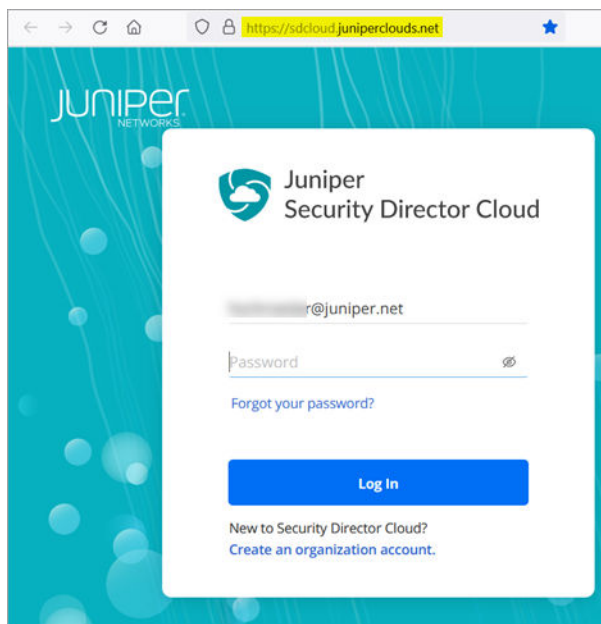 https://sdcloud.juniperclouds.net
JUNIPER
NETWORKS
Juniper
Security Director Cloud
r@juniper.net
Password
Forgot your password?
Log In
New to Security Director Cloud?
Create an organization account.